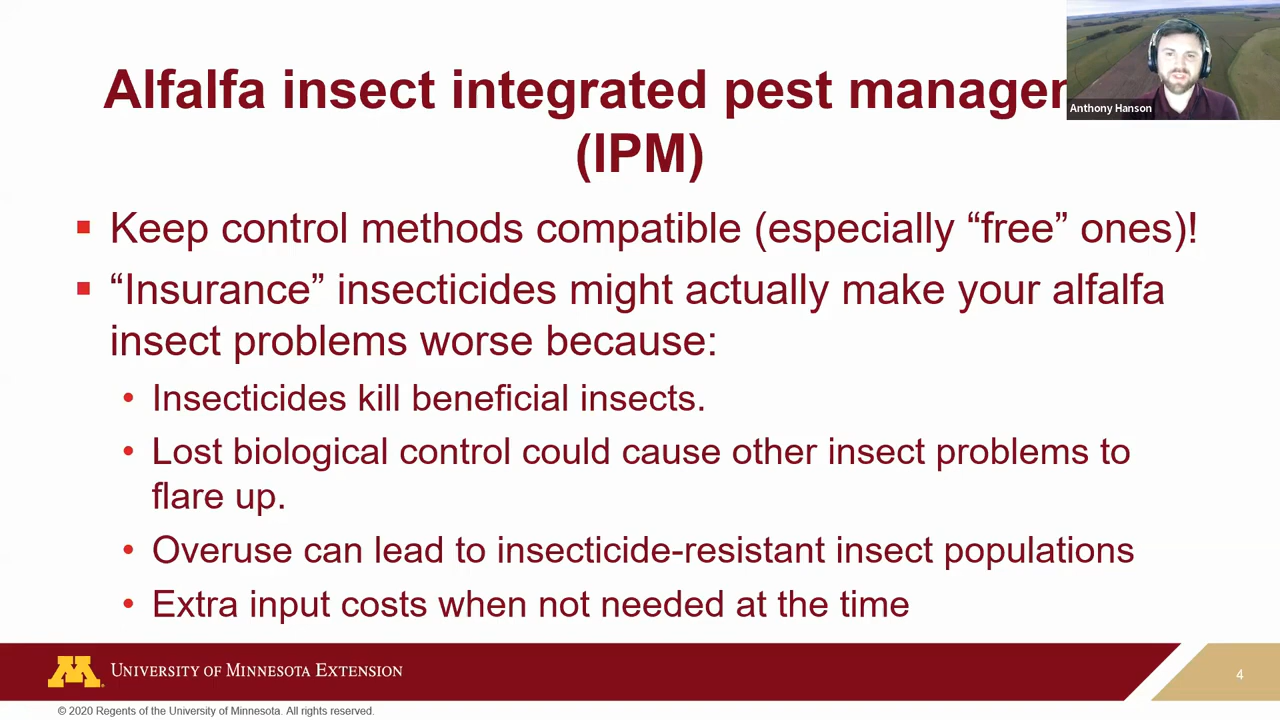 Alfalfa insect integrated pest manager
(IPM)
Anthony Hanson
▪ Keep control methods compatible (especially “free” ones)!
▪ “Insurance” insecticides might actually make your alfalfa
insect problems worse because:
• Insecticides kill beneficial insects.
• Lost biological control could cause other insect problems to
flare up.
• Overuse can lead to insecticide-resistant insect populations
• Extra input costs when not needed at the time
M
UNIVERSITY OF MINNESOTA EXTENSION
4
© 2020 Regents of the University of Minnesota. All rights reserved.